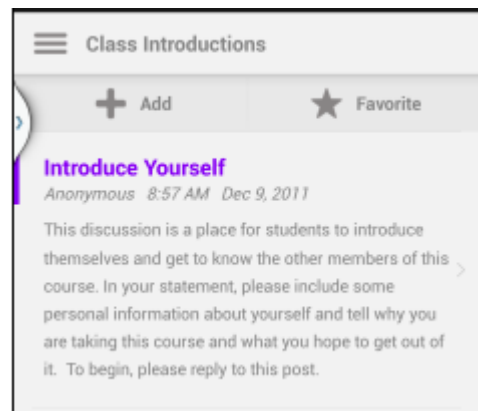 Class Introductions
Add
Favorite
Introduce Yourself
Anonymous 8:57 AM Dec 9, 2011
This discussion is a place for students to introduce
themselves and get to know the other members of this
course. In your statement, please include some
personal information about yourself and tell why you
are taking this course and what you hope to get out of
it. To begin, please reply to this post.